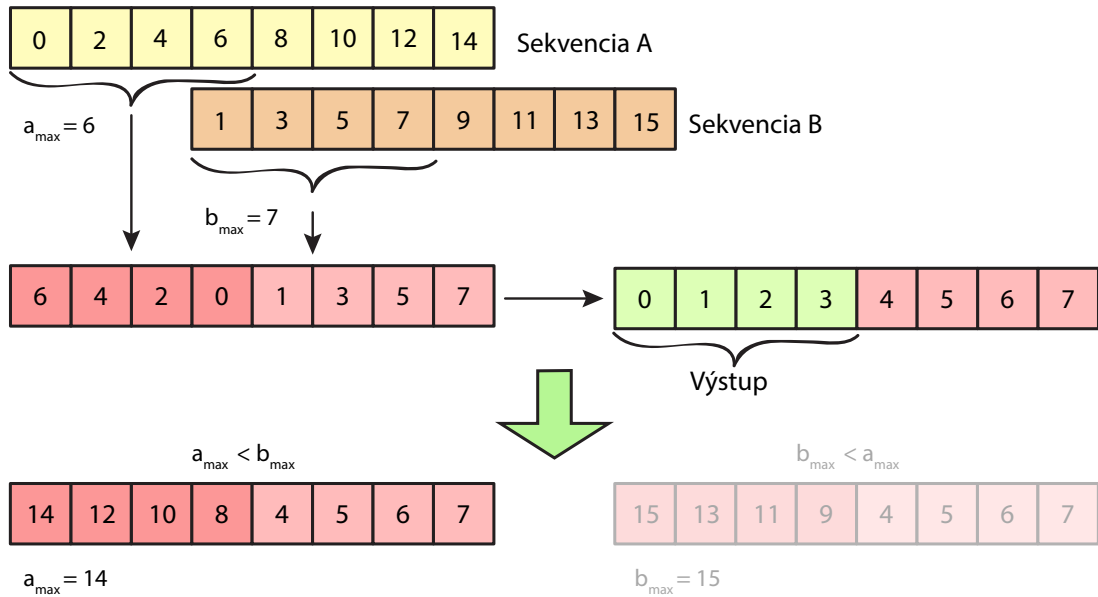 0 2 4 6 8 10 12 14 Sekvencia A
1 3 5 7 9 11 13 15 Sekvencia B
a_max = 6
b_max = 7
6 4 2 0 1 3 5 7
0 1 2 3 4 5 6 7
Výstup
a_max < b_max
b_max < a_max
14 12 10 8 4 5 6 7
15 13 11 9 4 5 6 7
a_max = 14
b_max = 15